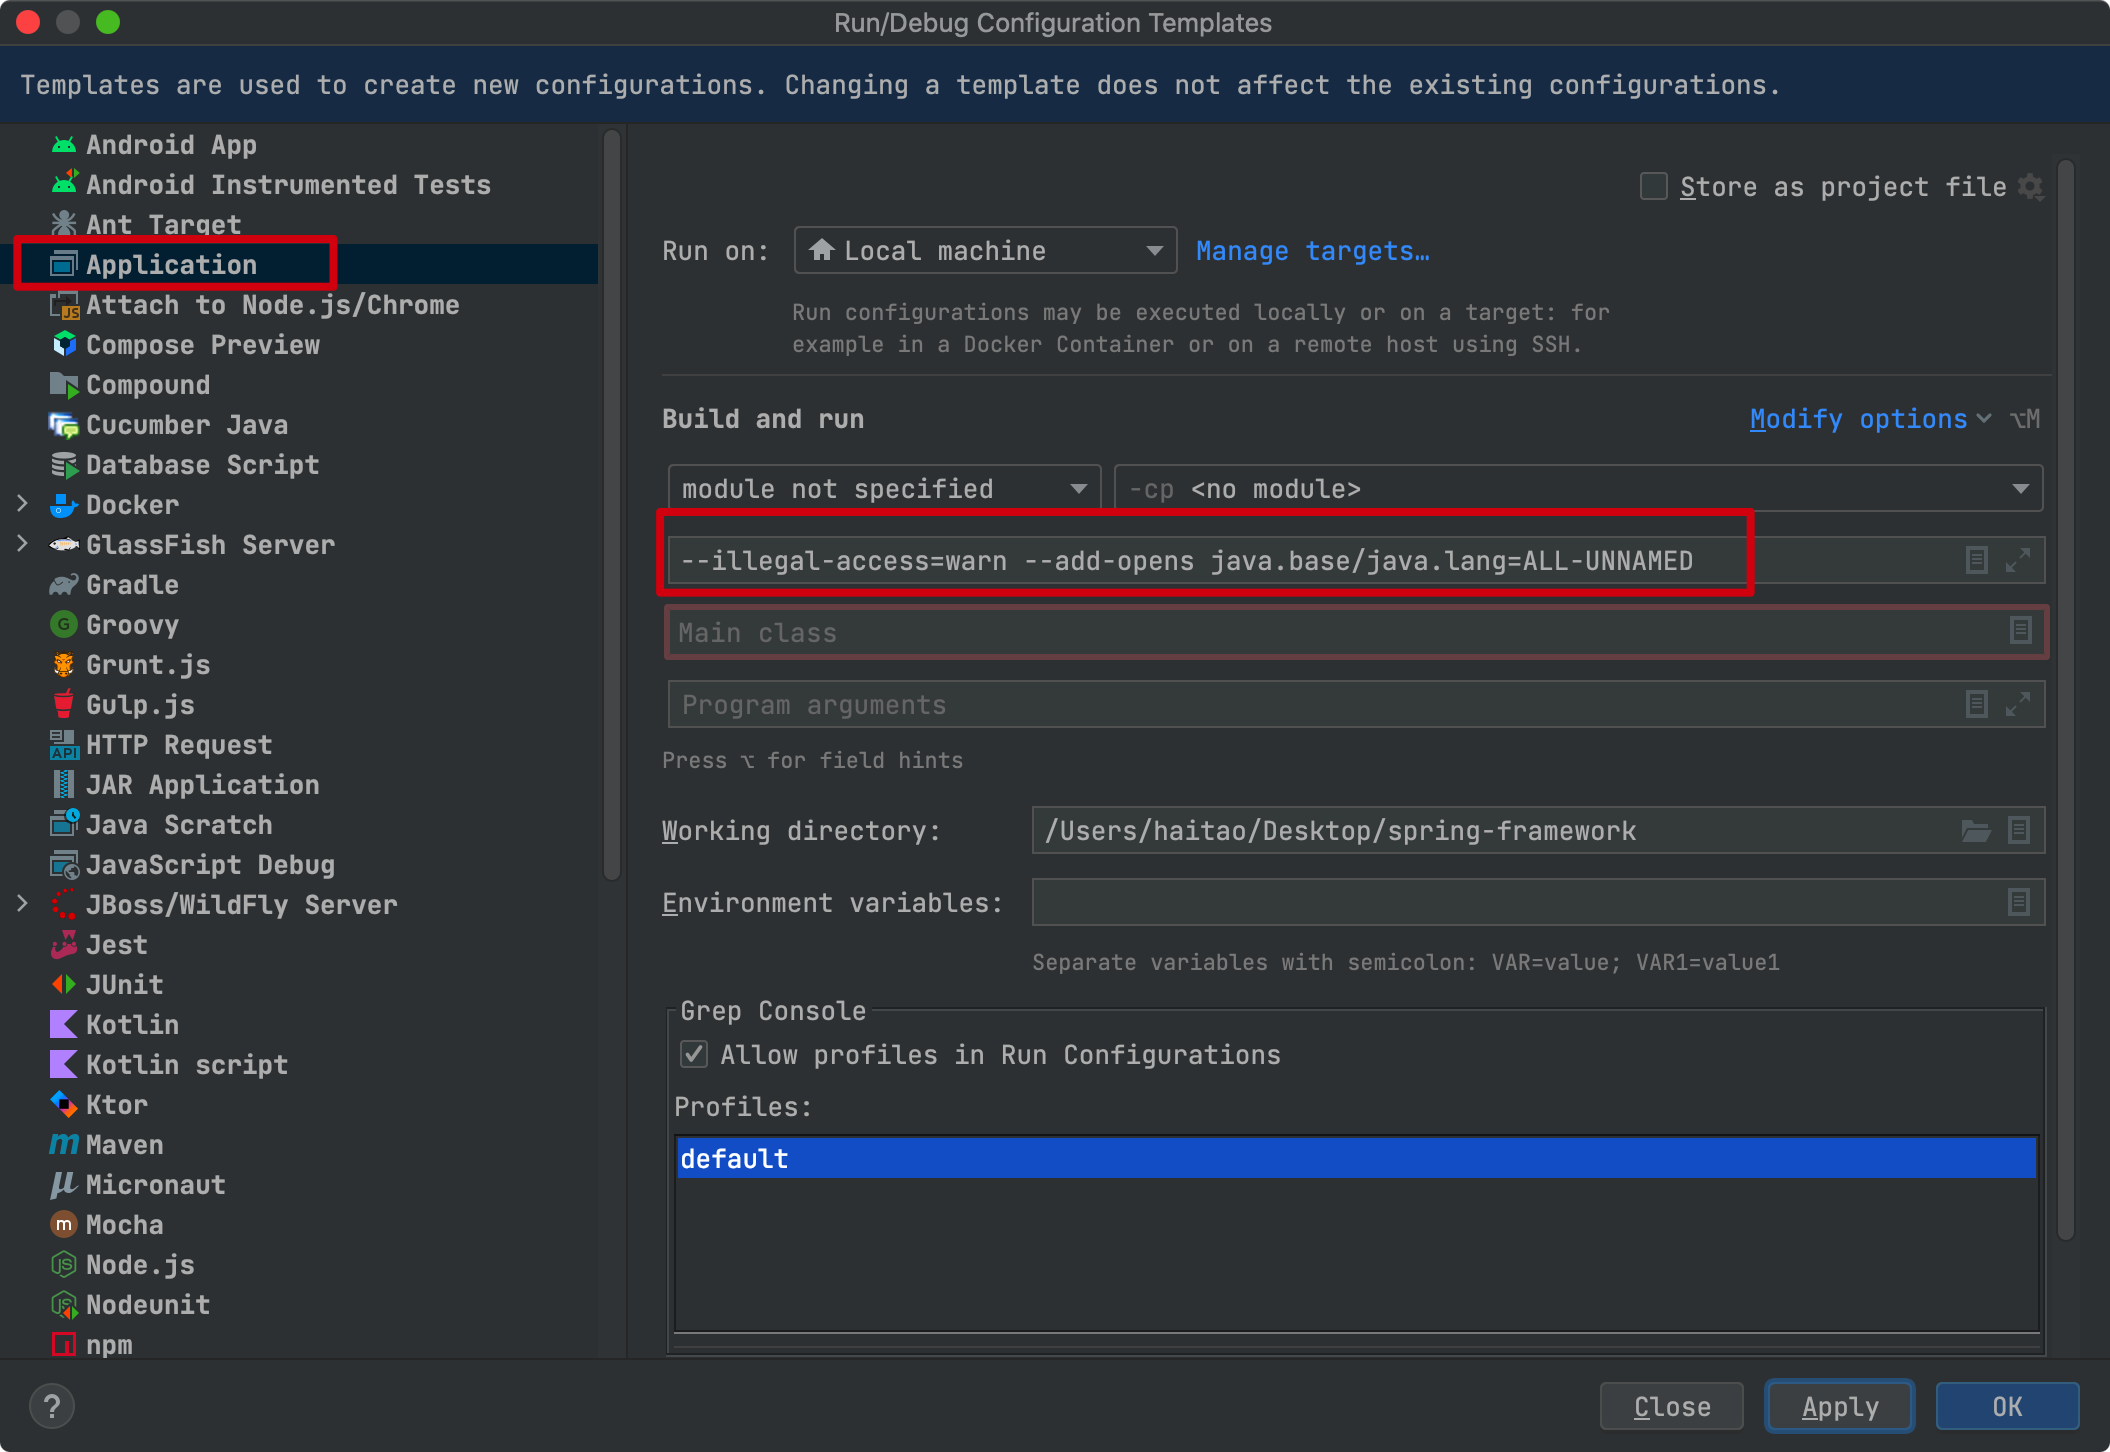 Run/Debug Configuration Templates
Templates are used to create new configurations. Changing a template does not affect the existing configurations.
Android App
Android Instrumented Tests
Ant Target
Application
Attach to Node.js/Chrome
Compose Preview
Compound
Cucumber Java
Database Script
Docker
GlassFish Server
Gradle
Groovy
Grunt.js
Gulp.js
HTTP Request
JAR Application
Java Scratch
JavaScript Debug
JBoss/WildFly Server
Jest
JUnit
Kotlin
Kotlin script
Ktor
Maven
Micronaut
Mocha
Node.js
Nodeunit
npm
Store as project file
Run on: Local machine Manage targets…
Run configurations may be executed locally or on a target: for
example in a Docker Container or on a remote host using SSH.
Build and run Modify options ⌥M
module not specified -cp <no module>
--illegal-access=warn --add-opens java.base/java.lang=ALL-UNNAMED
Main class
Program arguments
Press ⌥ for field hints
Working directory: /Users/haitao/Desktop/spring-framework
Environment variables:
Separate variables with semicolon: VAR=value; VAR1=value1
Grep Console
Allow profiles in Run Configurations
Profiles:
default
? Close Apply OK